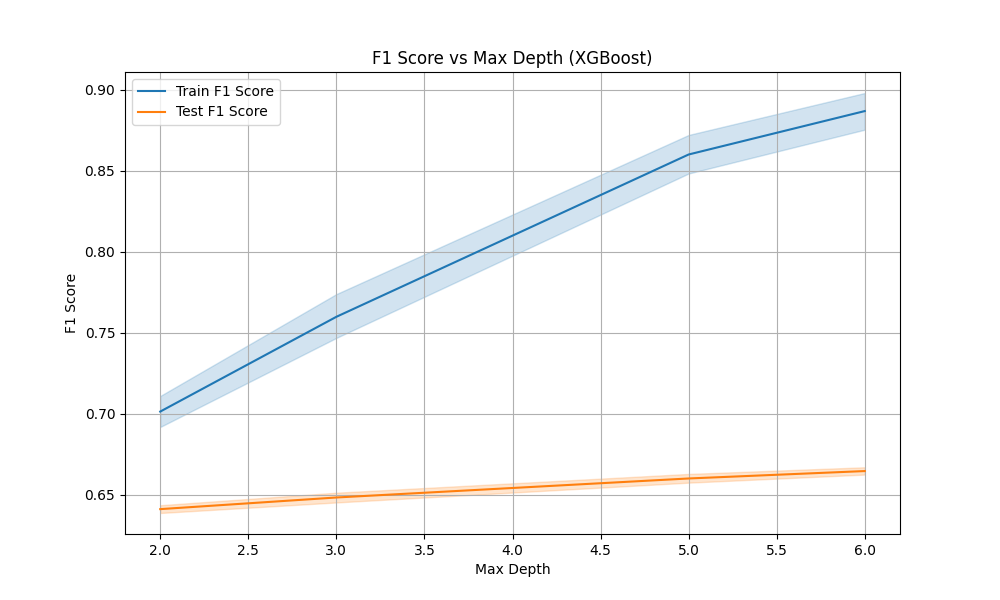 F1 Score vs Max Depth (XGBoost)
Train F1 Score
Test F1 Score
F1 Score
0.90
0.85
0.80
0.75
0.70
0.65
2.0 2.5 3.0 3.5 4.0 4.5 5.0 5.5 6.0
Max Depth